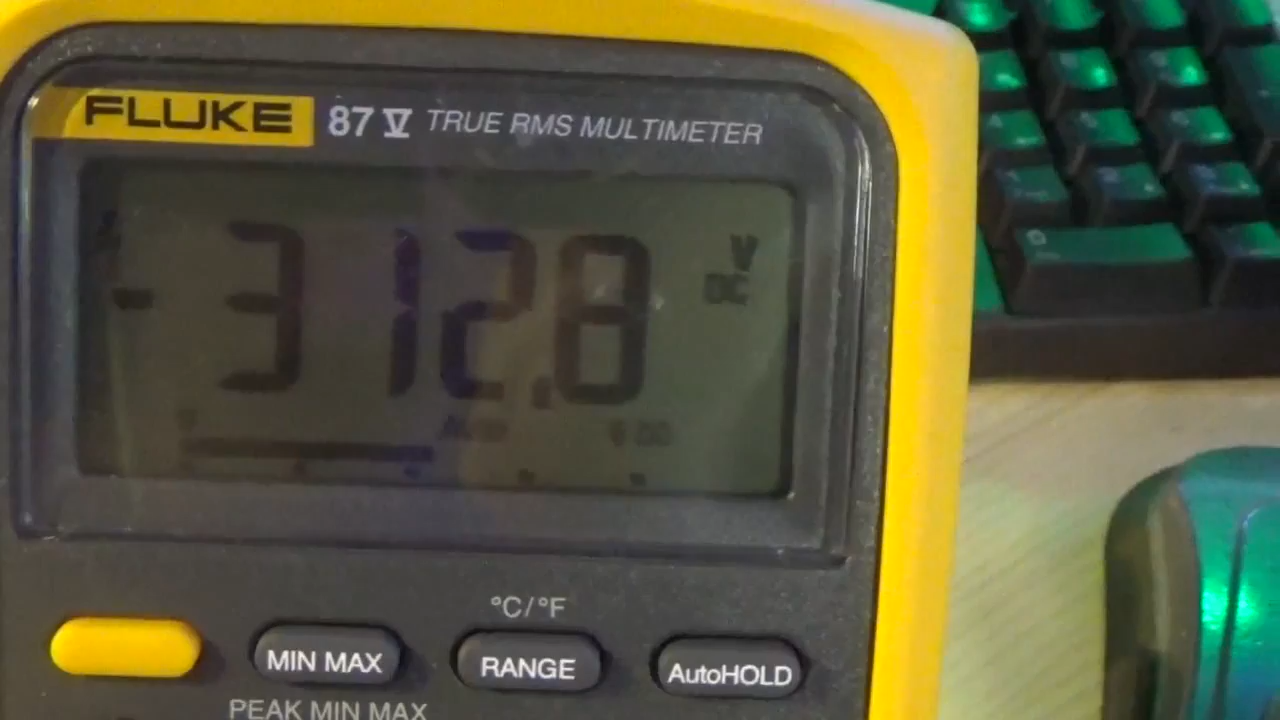 FLUKE 87 V TRUE RMS MULTIMETER
V
-312.8 DC
°C/°F
MIN MAX RANGE AutoHOLD
PEAK MIN MAX